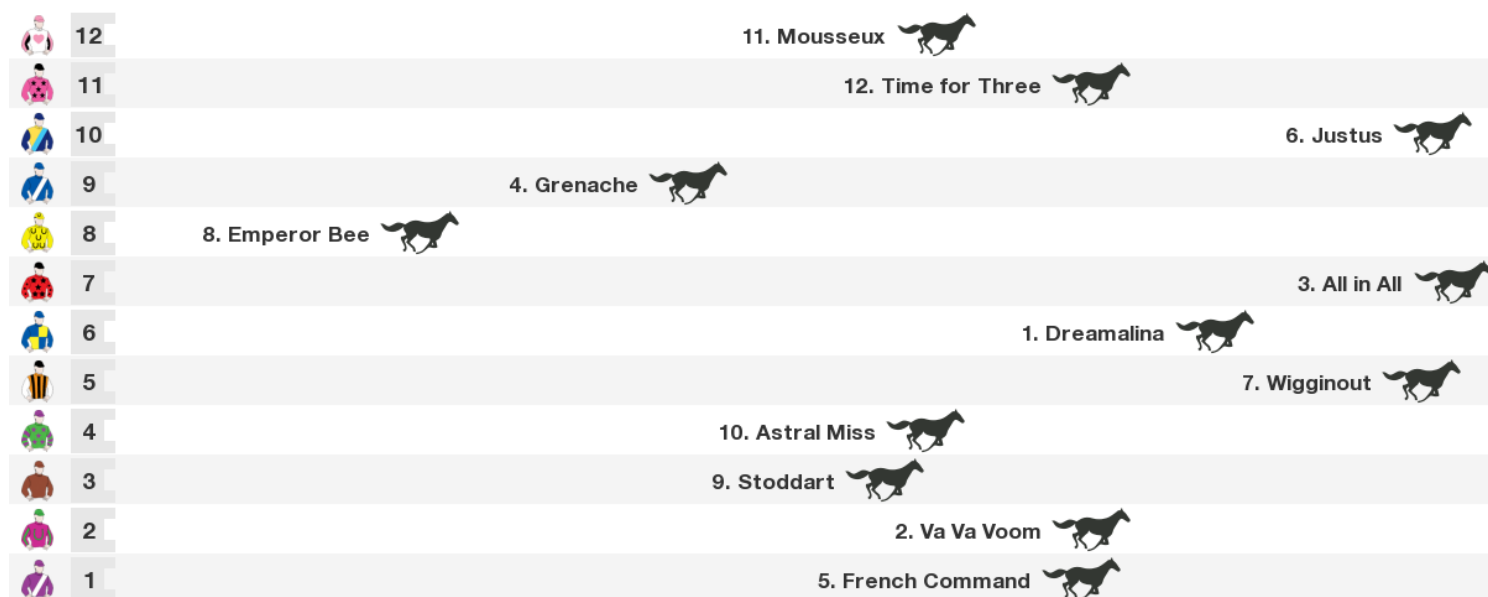 12 11. Mousseux
11 12. Time for Three
10 6. Justus
9 4. Grenache
8 8. Emperor Bee
7 3. All in All
6 1. Dreamalina
5 7. Wigginout
4 10. Astral Miss
3 9. Stoddart
2 2. Va Va Voom
1 5. French Command